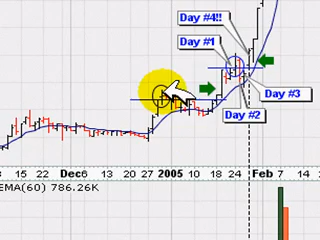 Day #4!!
Day #1
Day #3
Day #2
8 15 22 Dec6 13 20 27 2005 10 18 24 Feb 7 14
EMA(60) 786.26K